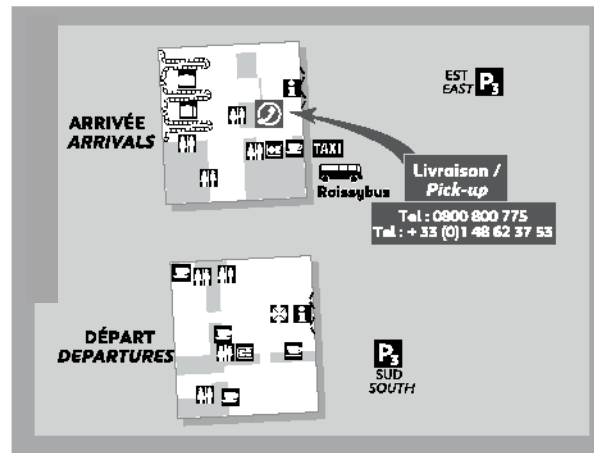 EST
EAST P3
ARRIVÉE
ARRIVALS
i
TAXI
Roissybus
Livraison /
Pick-up
Tel : 0800 800 775
Tel : + 33 (0)1 48 62 37 53
DÉPART
DEPARTURES
i
P3
SUD
SOUTH